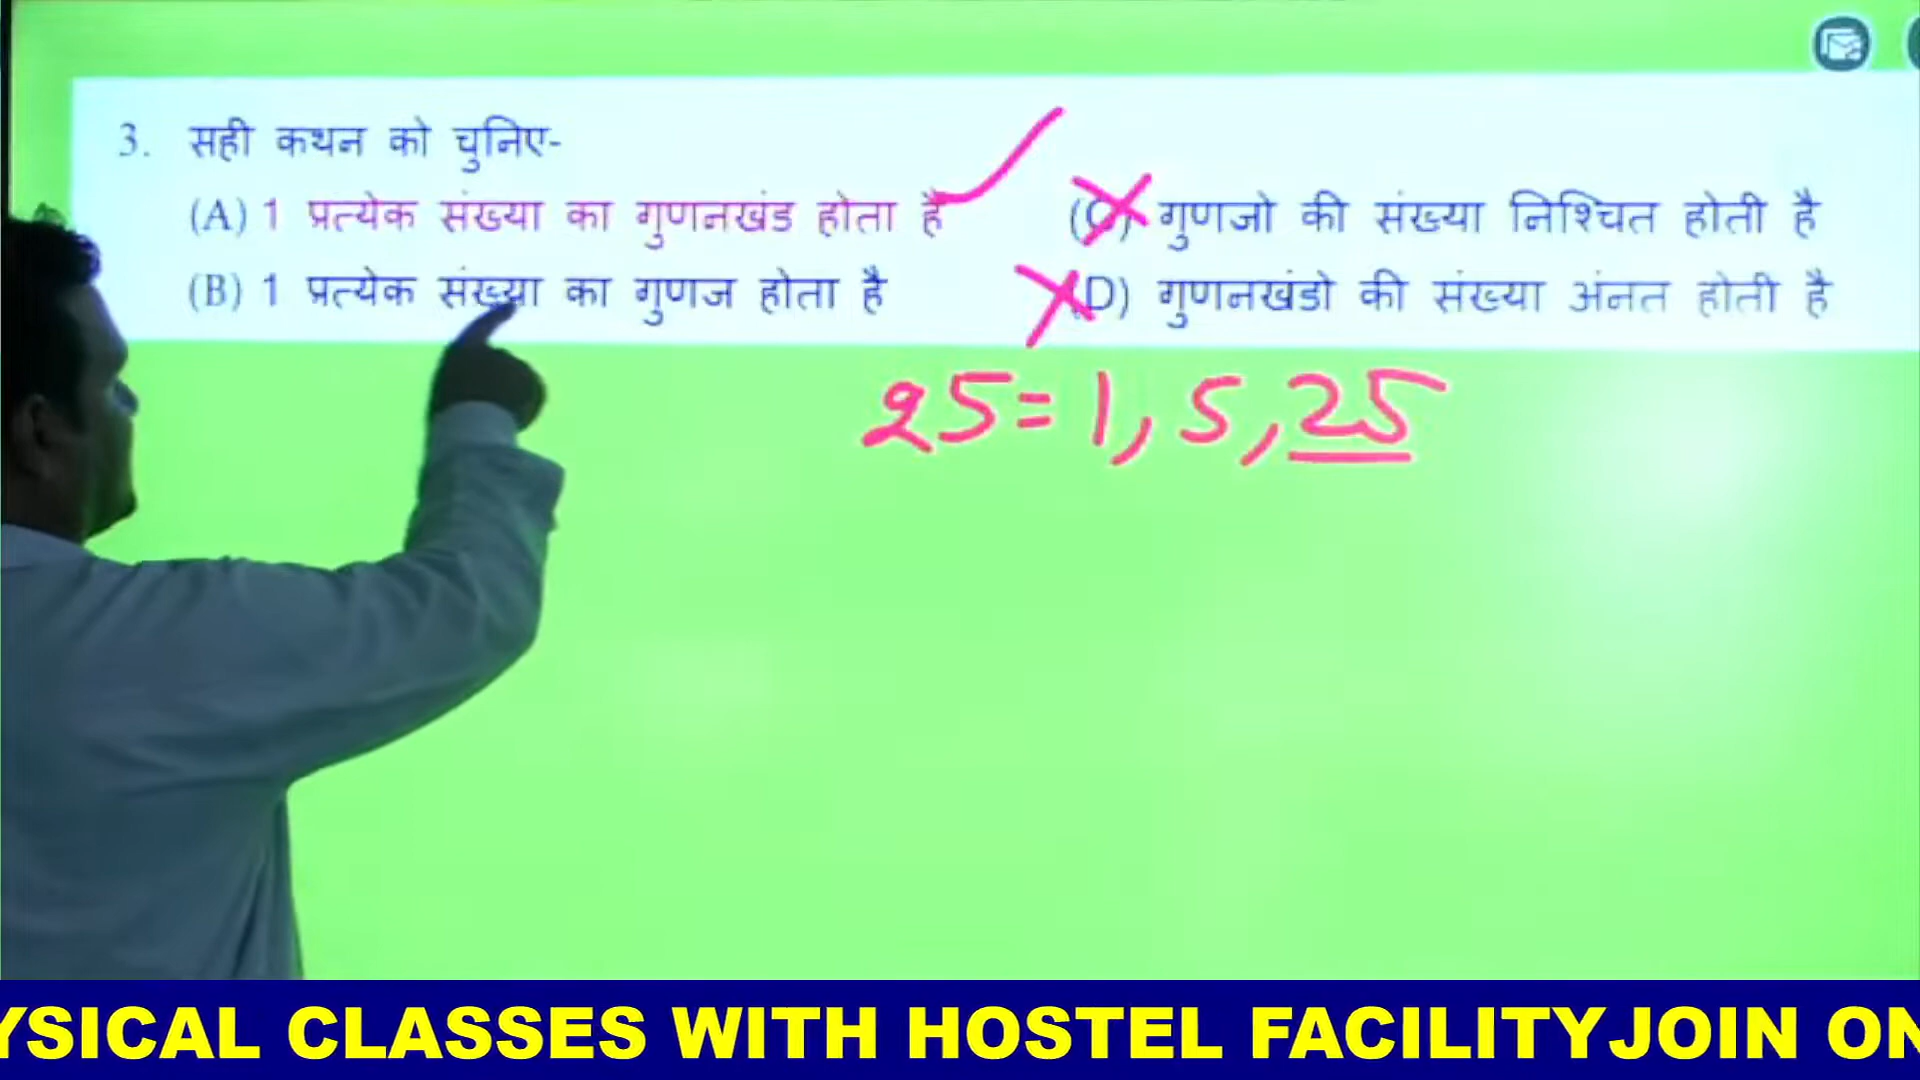 3. सही कथन को चुनिए-
(A) 1 प्रत्येक संख्या का गुणनखंड होता है
(C) गुणजो की संख्या निश्चित होती है
(B) 1 प्रत्येक संख्या का गुणज होता है
(D) गुणनखंडो की संख्या अंनत होती है
25 = 1, 5, 25
YSICAL CLASSES WITH HOSTEL FACILITYJOIN ON